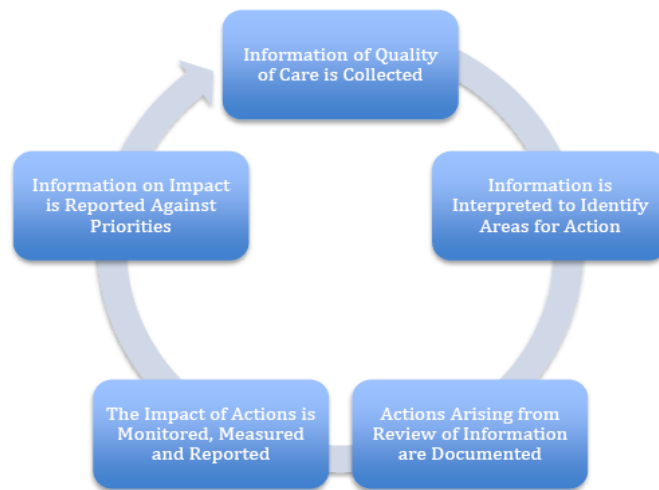 Information of Quality
of Care is Collected
Information is
Interpreted to Identify
Areas for Action
Actions Arising from
Review of Information
are Documented
The Impact of Actions is
Monitored, Measured
and Reported
Information on Impact
is Reported Against
Priorities